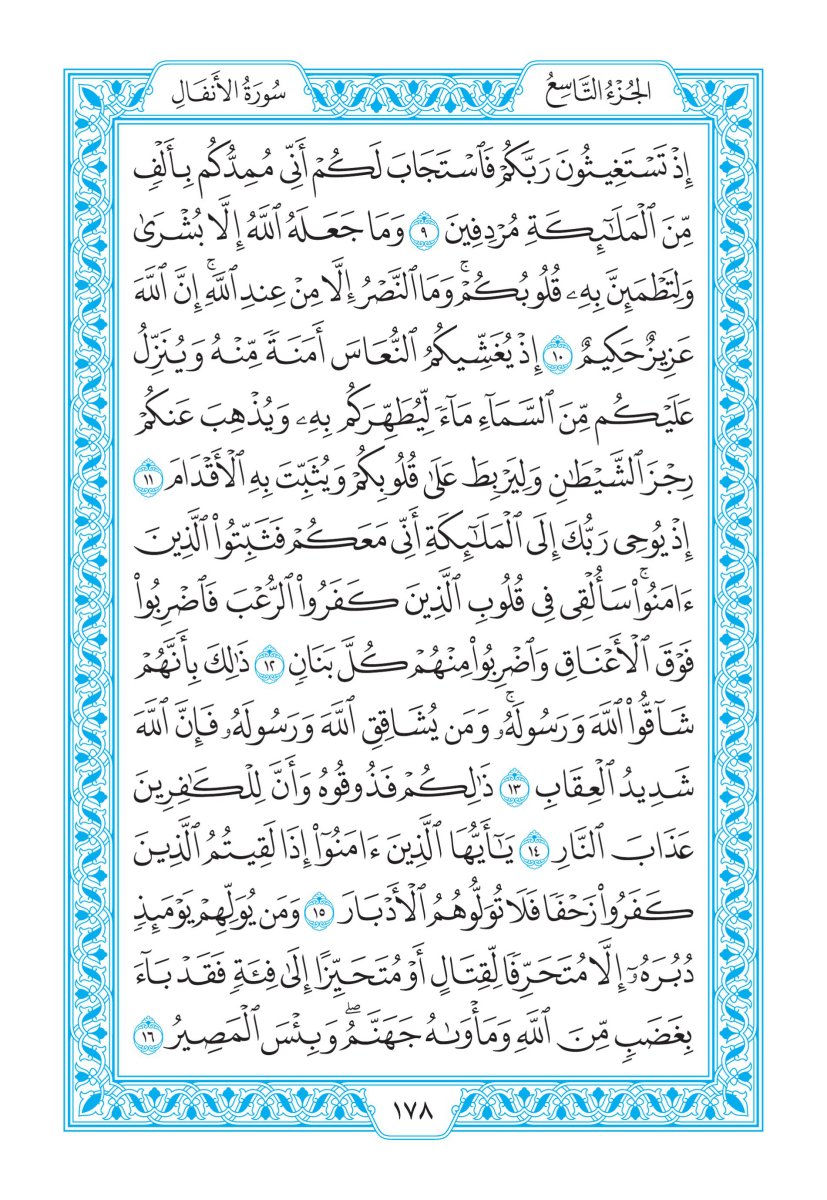 الجُزْءُ التَّاسِعُ
سُورَةُ الأَنفَالِ
إِذْ تَسْتَغِيثُونَ رَبَّكُمْ فَٱسْتَجَابَ لَكُمْ أَنِّى مُمِدُّكُم بِأَلْفٍ
مِّنَ ٱلْمَلَـٰٓئِكَةِ مُرْدِفِينَ ٩ وَمَا جَعَلَهُ ٱللَّهُ إِلَّا بُشْرَىٰ
وَلِتَطْمَئِنَّ بِهِۦ قُلُوبُكُمْ ۚ وَمَا ٱلنَّصْرُ إِلَّا مِنْ عِندِ ٱللَّهِ ۚ إِنَّ ٱللَّهَ
عَزِيزٌ حَكِيمٌ ١٠ إِذْ يُغَشِّيكُمُ ٱلنُّعَاسَ أَمَنَةً مِّنْهُ وَيُنَزِّلُ
عَلَيْكُم مِّنَ ٱلسَّمَآءِ مَآءً لِّيُطَهِّرَكُم بِهِۦ وَيُذْهِبَ عَنكُمْ
رِجْزَ ٱلشَّيْطَـٰنِ وَلِيَرْبِطَ عَلَىٰ قُلُوبِكُمْ وَيُثَبِّتَ بِهِ ٱلْأَقْدَامَ ١١
إِذْ يُوحِى رَبُّكَ إِلَى ٱلْمَلَـٰٓئِكَةِ أَنِّى مَعَكُمْ فَثَبِّتُوا۟ ٱلَّذِينَ
ءَامَنُوا۟ ۚ سَأُلْقِى فِى قُلُوبِ ٱلَّذِينَ كَفَرُوا۟ ٱلرُّعْبَ فَٱضْرِبُوا۟
فَوْقَ ٱلْأَعْنَاقِ وَٱضْرِبُوا۟ مِنْهُمْ كُلَّ بَنَانٍ ١٢ ذَٰلِكَ بِأَنَّهُمْ
شَآقُّوا۟ ٱللَّهَ وَرَسُولَهُۥ ۚ وَمَن يُشَاقِقِ ٱللَّهَ وَرَسُولَهُۥ فَإِنَّ ٱللَّهَ
شَدِيدُ ٱلْعِقَابِ ١٣ ذَٰلِكُمْ فَذُوقُوهُ وَأَنَّ لِلْكَـٰفِرِينَ
عَذَابَ ٱلنَّارِ ١٤ يَـٰٓأَيُّهَا ٱلَّذِينَ ءَامَنُوٓا۟ إِذَا لَقِيتُمُ ٱلَّذِينَ
كَفَرُوا۟ زَحْفًا فَلَا تُوَلُّوهُمُ ٱلْأَدْبَارَ ١٥ وَمَن يُوَلِّهِمْ يَوْمَئِذٍ
دُبُرَهُۥٓ إِلَّا مُتَحَرِّفًا لِّقِتَالٍ أَوْ مُتَحَيِّزًا إِلَىٰ فِئَةٍ فَقَدْ بَآءَ
بِغَضَبٍ مِّنَ ٱللَّهِ وَمَأْوَىٰهُ جَهَنَّمُ ۖ وَبِئْسَ ٱلْمَصِيرُ ١٦
١٧٨